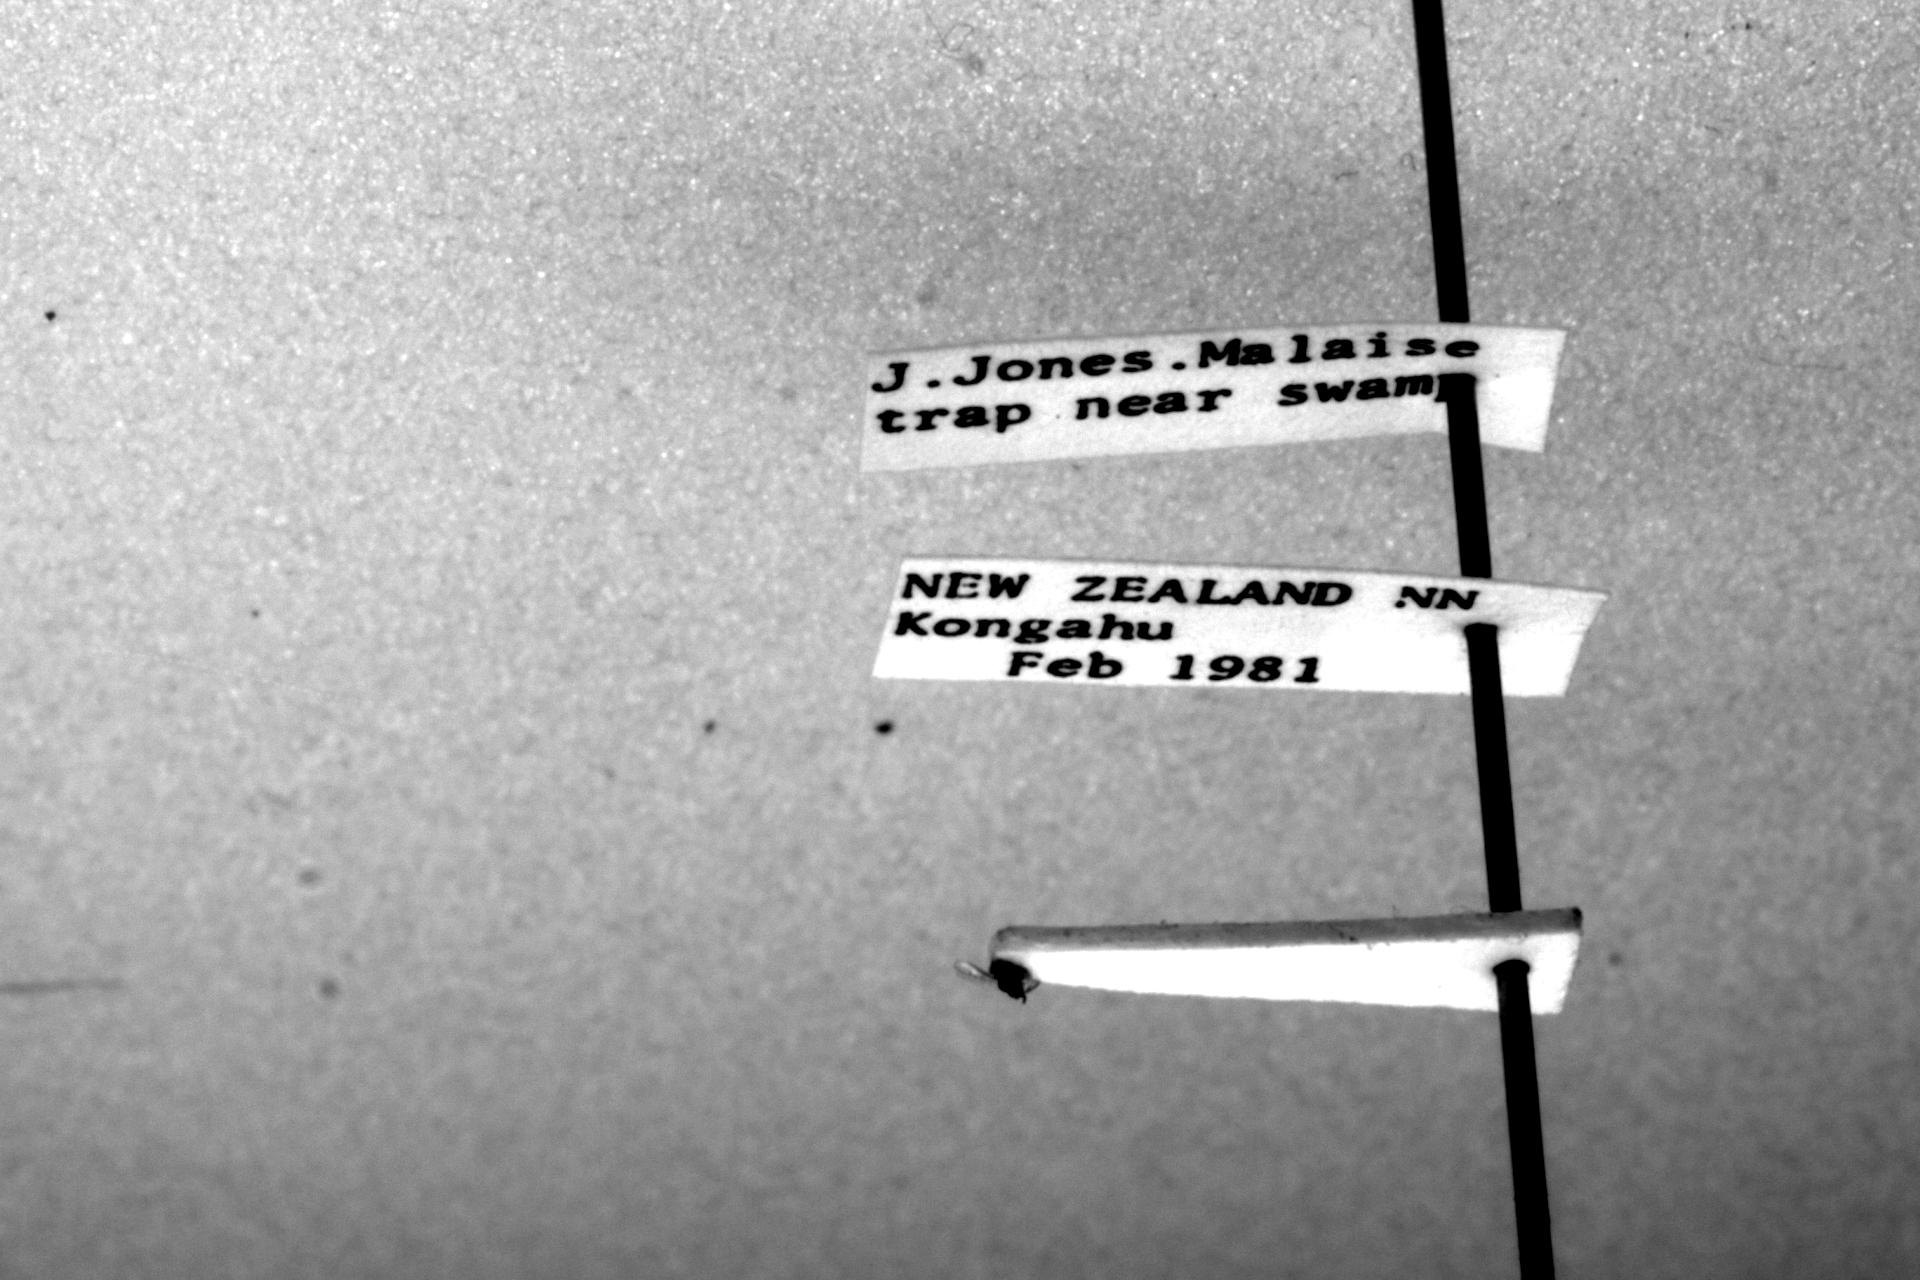 J.Jones.Malaise
trap near swamp
NEW ZEALAND NN
Kongahu
Feb 1981